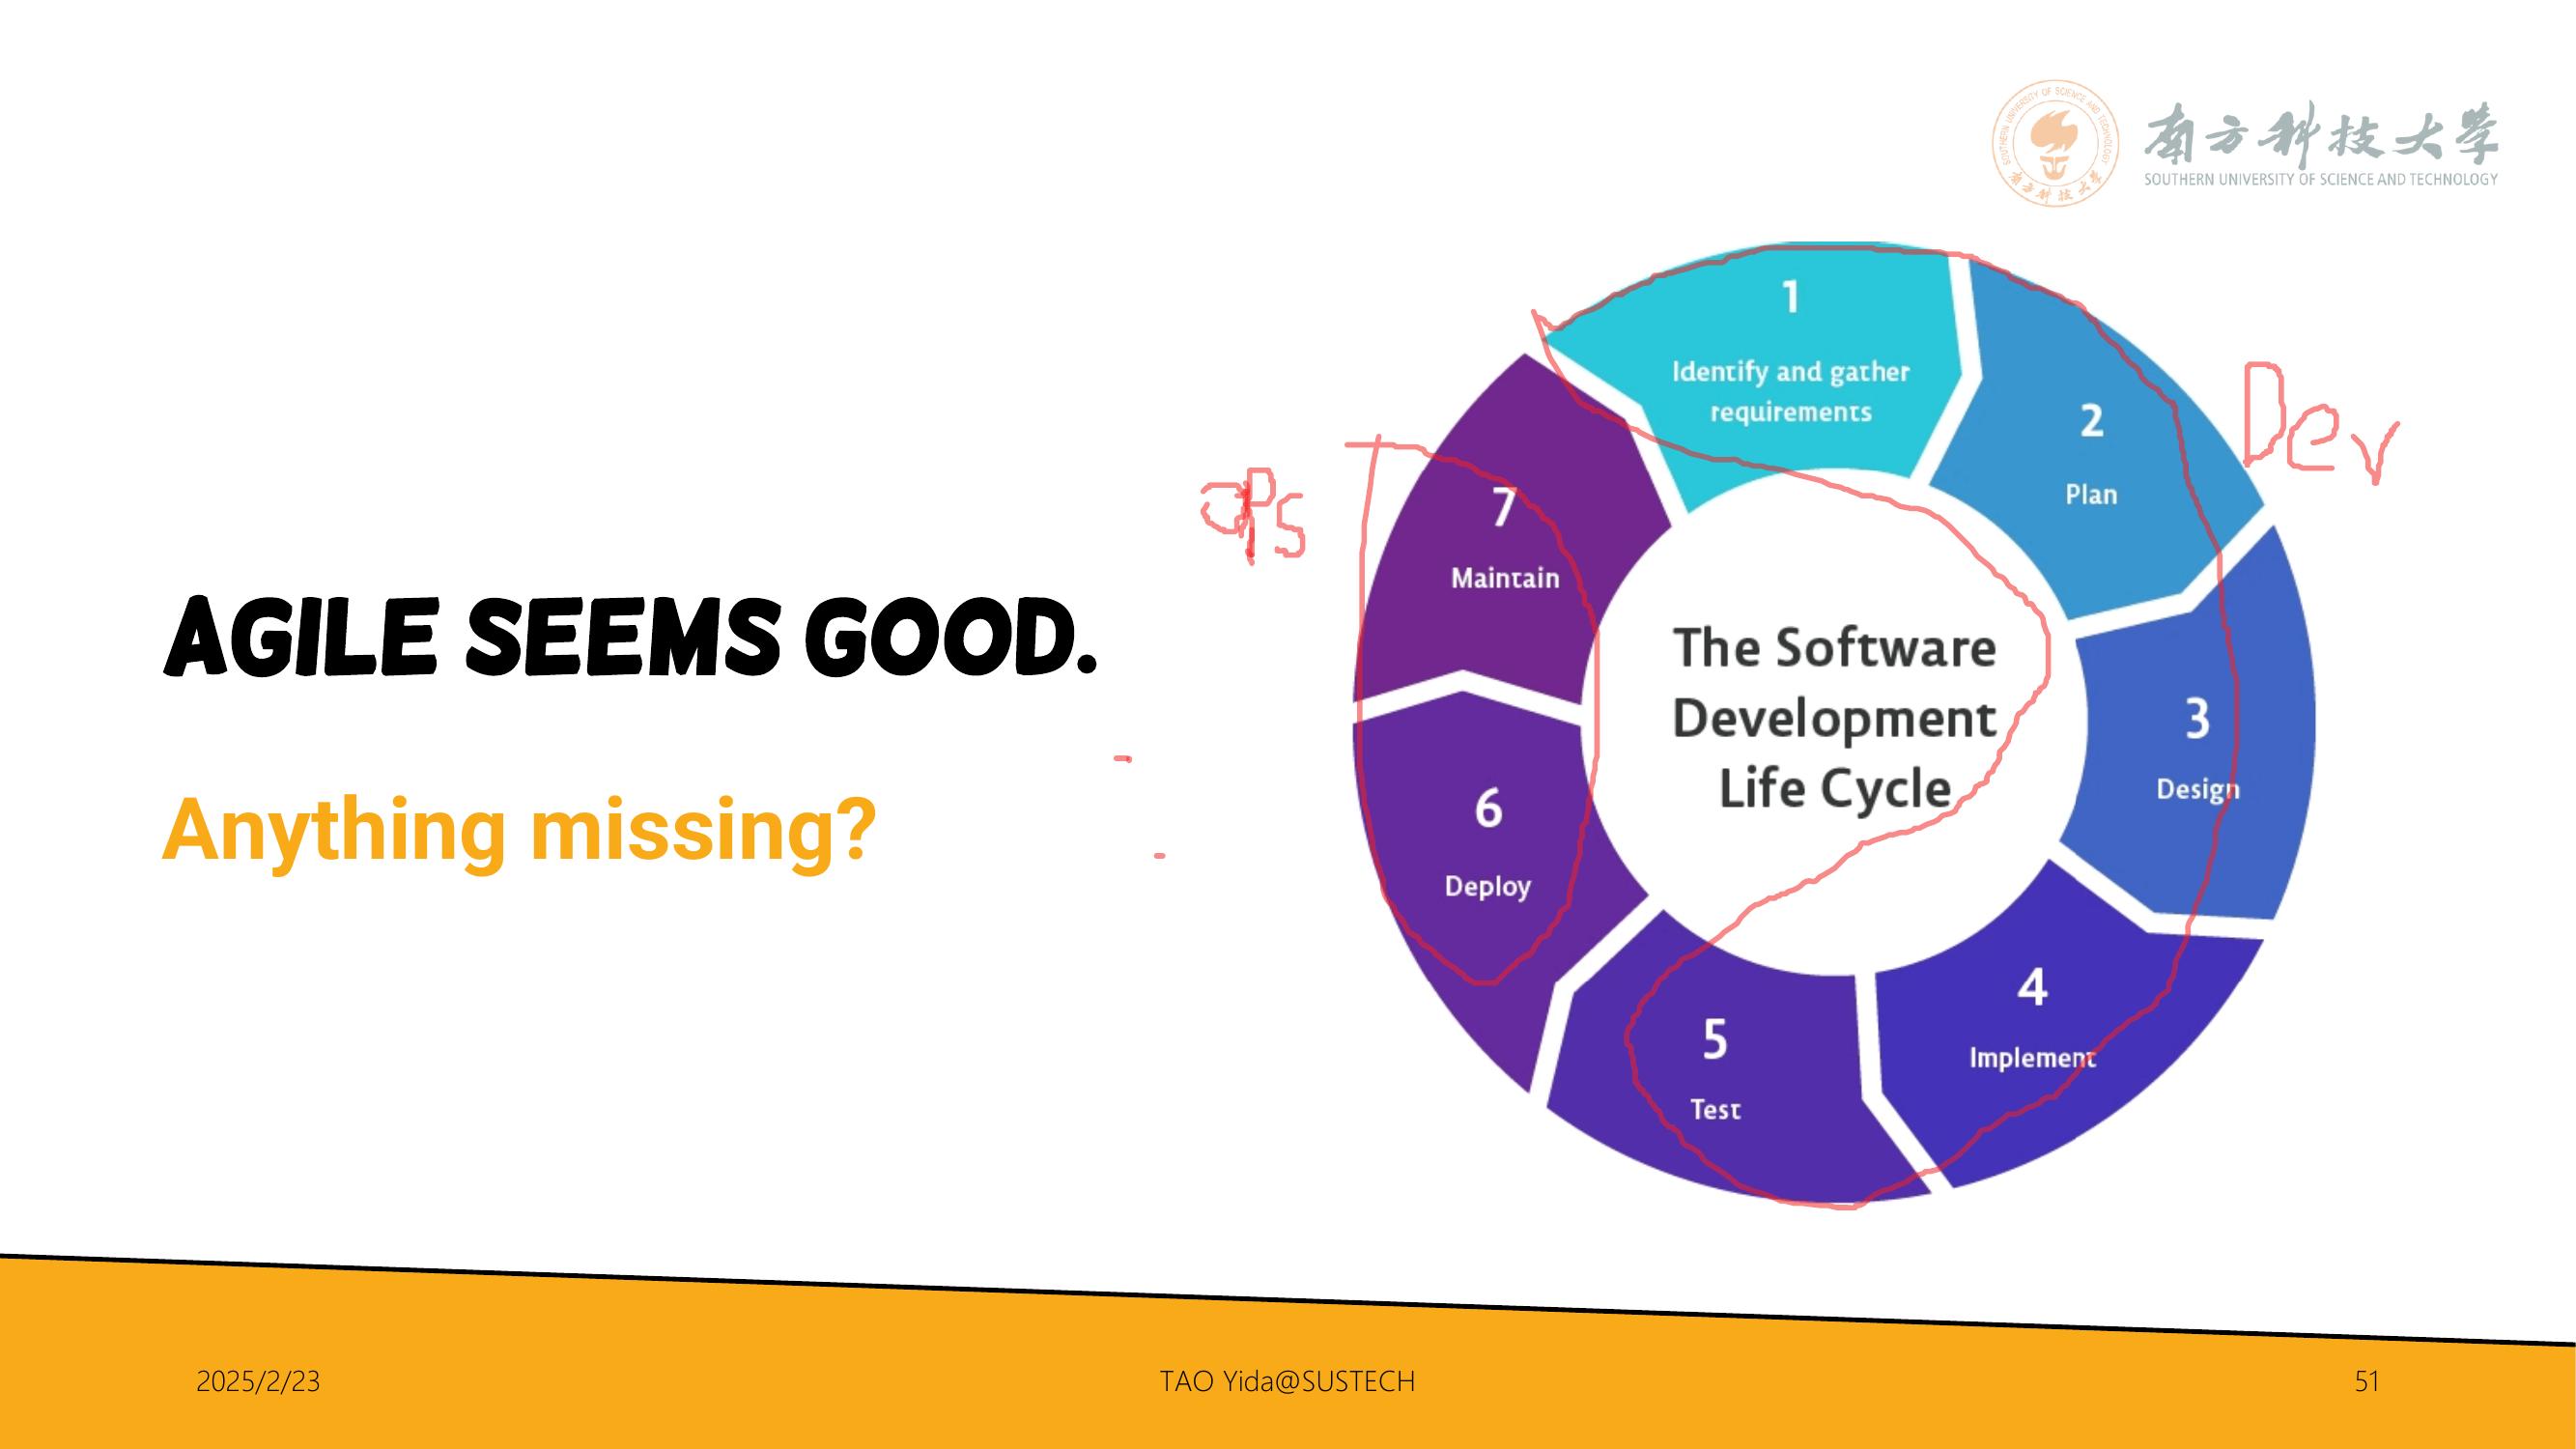 南方科技大学
SOUTHERN UNIVERSITY OF SCIENCE AND TECHNOLOGY
AGILE SEEMS GOOD.
Anything missing?
1
Identify and gather
requirements
2
Plan
3
Design
4
Implement
5
Test
6
Deploy
7
Maintain
The Software
Development
Life Cycle
Dev
OPS
2025/2/23
TAO Yida@SUSTECH
51